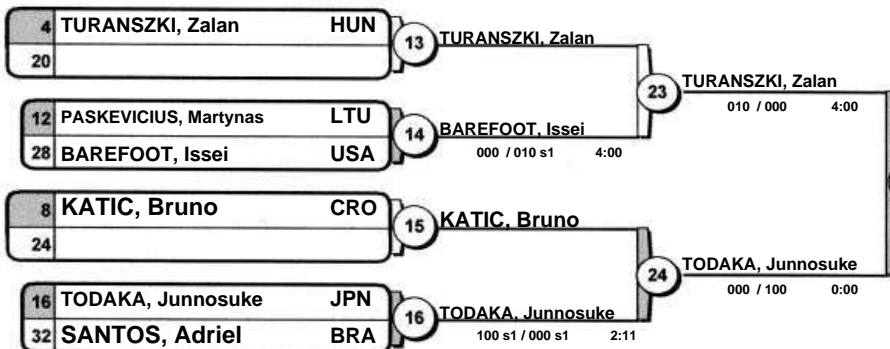 4 TURANSZKI, Zalan HUN
20
13 TURANSZKI, Zalan
12 PASKEVICIUS, Martynas LTU
28 BAREFOOT, Issei USA
14 BAREFOOT, Issei
000 / 010 s1 4:00
23 TURANSZKI, Zalan
010 / 000 4:00
8 KATIC, Bruno CRO
24
15 KATIC, Bruno
16 TODAKA, Junnosuke JPN
32 SANTOS, Adriel BRA
16 TODAKA, Junnosuke
100 s1 / 000 s1 2:11
24 TODAKA, Junnosuke
000 / 100 0:00